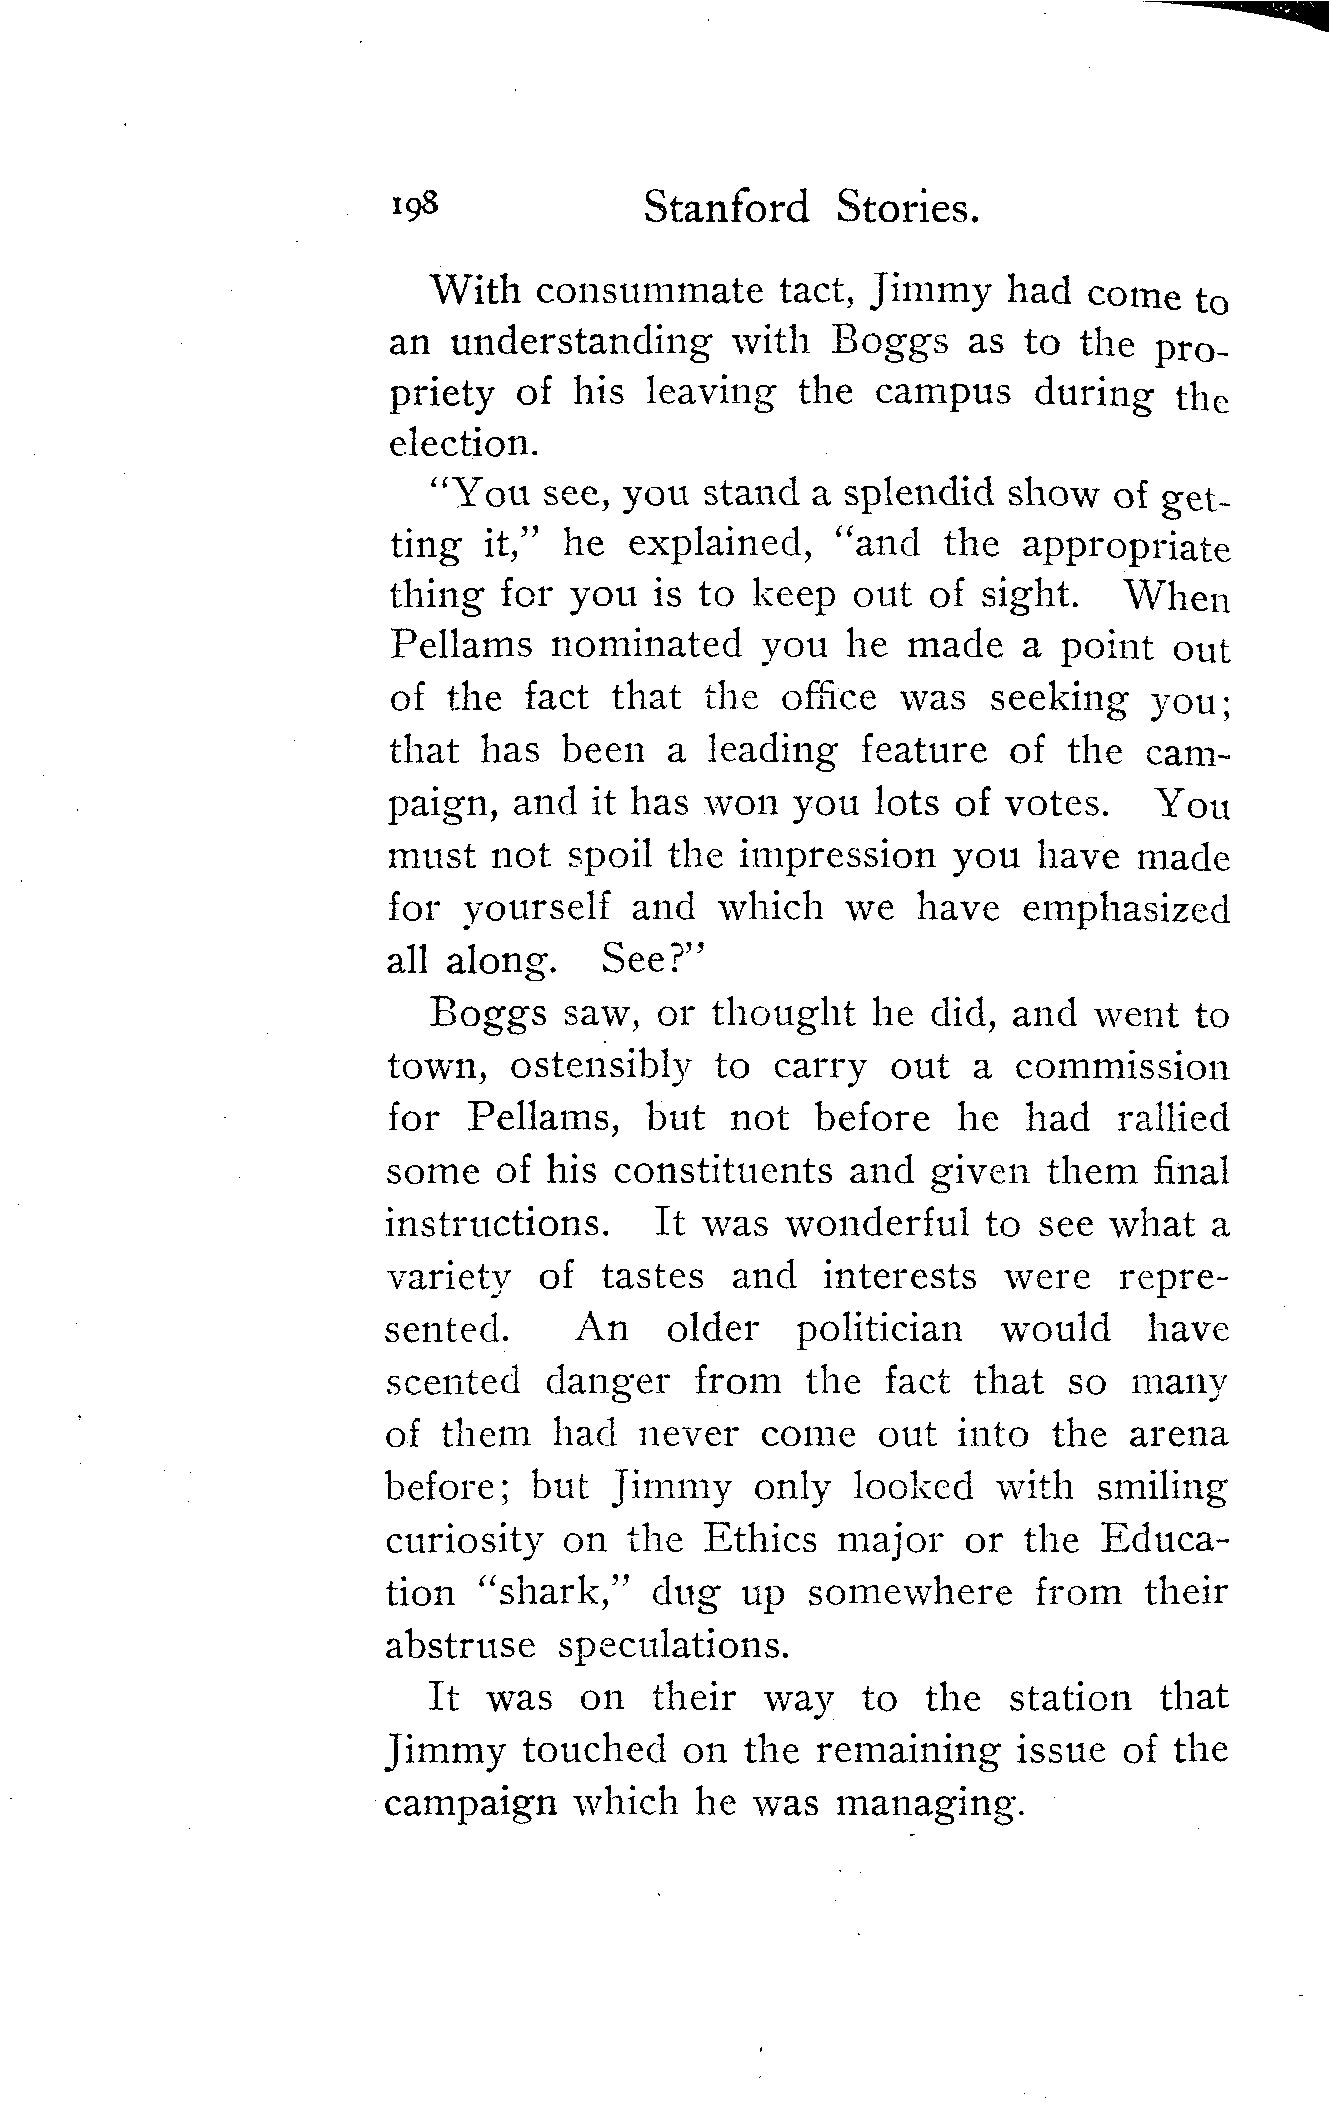 198 Stanford Stories.
With consummate tact, Jimmy had come to
an understanding with Boggs as to the pro-
priety of his leaving the campus during the
election.
"You see, you stand a splendid show of get-
ting it," he explained, "and the appropriate
thing for you is to keep out of sight. When
Pellams nominated you he made a point out
of the fact that the office was seeking you;
that has been a leading feature of the cam-
paign, and it has won you lots of votes. You
must not spoil the impression you have made
for yourself and which we have emphasized
all along. See?"
Boggs saw, or thought he did, and went to
town, ostensibly to carry out a commission
for Pellams, but not before he had rallied
some of his constituents and given them final
instructions. It was wonderful to see what a
variety of tastes and interests were repre-
sented. An older politician would have
scented danger from the fact that so many
of them had never come out into the arena
before; but Jimmy only looked with smiling
curiosity on the Ethics major or the Educa-
tion "shark," dug up somewhere from their
abstruse speculations.
It was on their way to the station that
Jimmy touched on the remaining issue of the
campaign which he was managing.